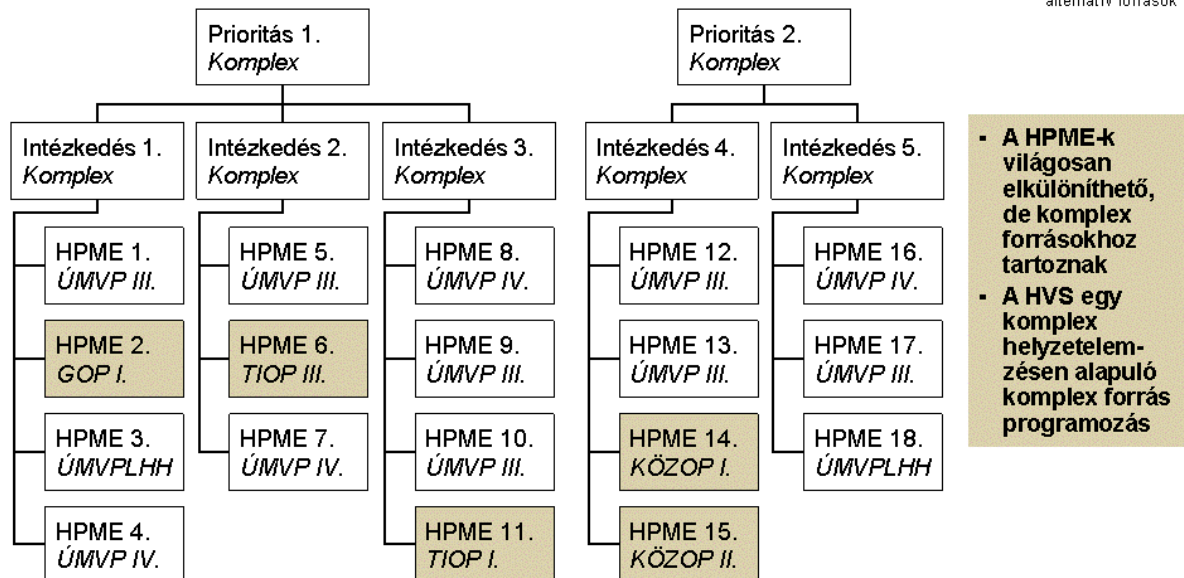 alternatív források
Prioritás 1.
Komplex
Prioritás 2.
Komplex
Intézkedés 1.
Komplex
Intézkedés 2.
Komplex
Intézkedés 3.
Komplex
Intézkedés 4.
Komplex
Intézkedés 5.
Komplex
HPME 1.
ÚMVP III.
HPME 2.
GOP I.
HPME 3.
ÚMVPLHH
HPME 4.
ÚMVP IV.
HPME 5.
ÚMVP III.
HPME 6.
TIOP III.
HPME 7.
ÚMVP IV.
HPME 8.
ÚMVP IV.
HPME 9.
ÚMVP III.
HPME 10.
ÚMVP III.
HPME 11.
TIOP I.
HPME 12.
ÚMVP III.
HPME 13.
ÚMVP III.
HPME 14.
KÖZOP I.
HPME 15.
KÖZOP II.
HPME 16.
ÚMVP IV.
HPME 17.
ÚMVP III.
HPME 18.
ÚMVPLHH
- A HPME-k
világosan
elkülöníthető,
de komplex
forrásokhoz
tartoznak
- A HVS egy
komplex
helyzetelem-
zésen alapuló
komplex forrás
programozás